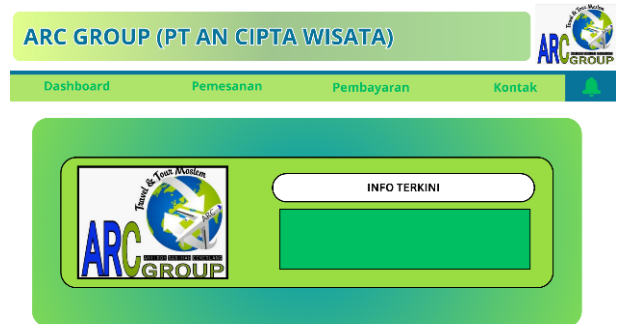 ARC GROUP (PT AN CIPTA WISATA)
Travel & Tour Moslem
ARC
GROUP
Dashboard
Pemesanan
Pembayaran
Kontak
Travel & Tour Moslem
ARC
ARC
GROUP
INFO TERKINI